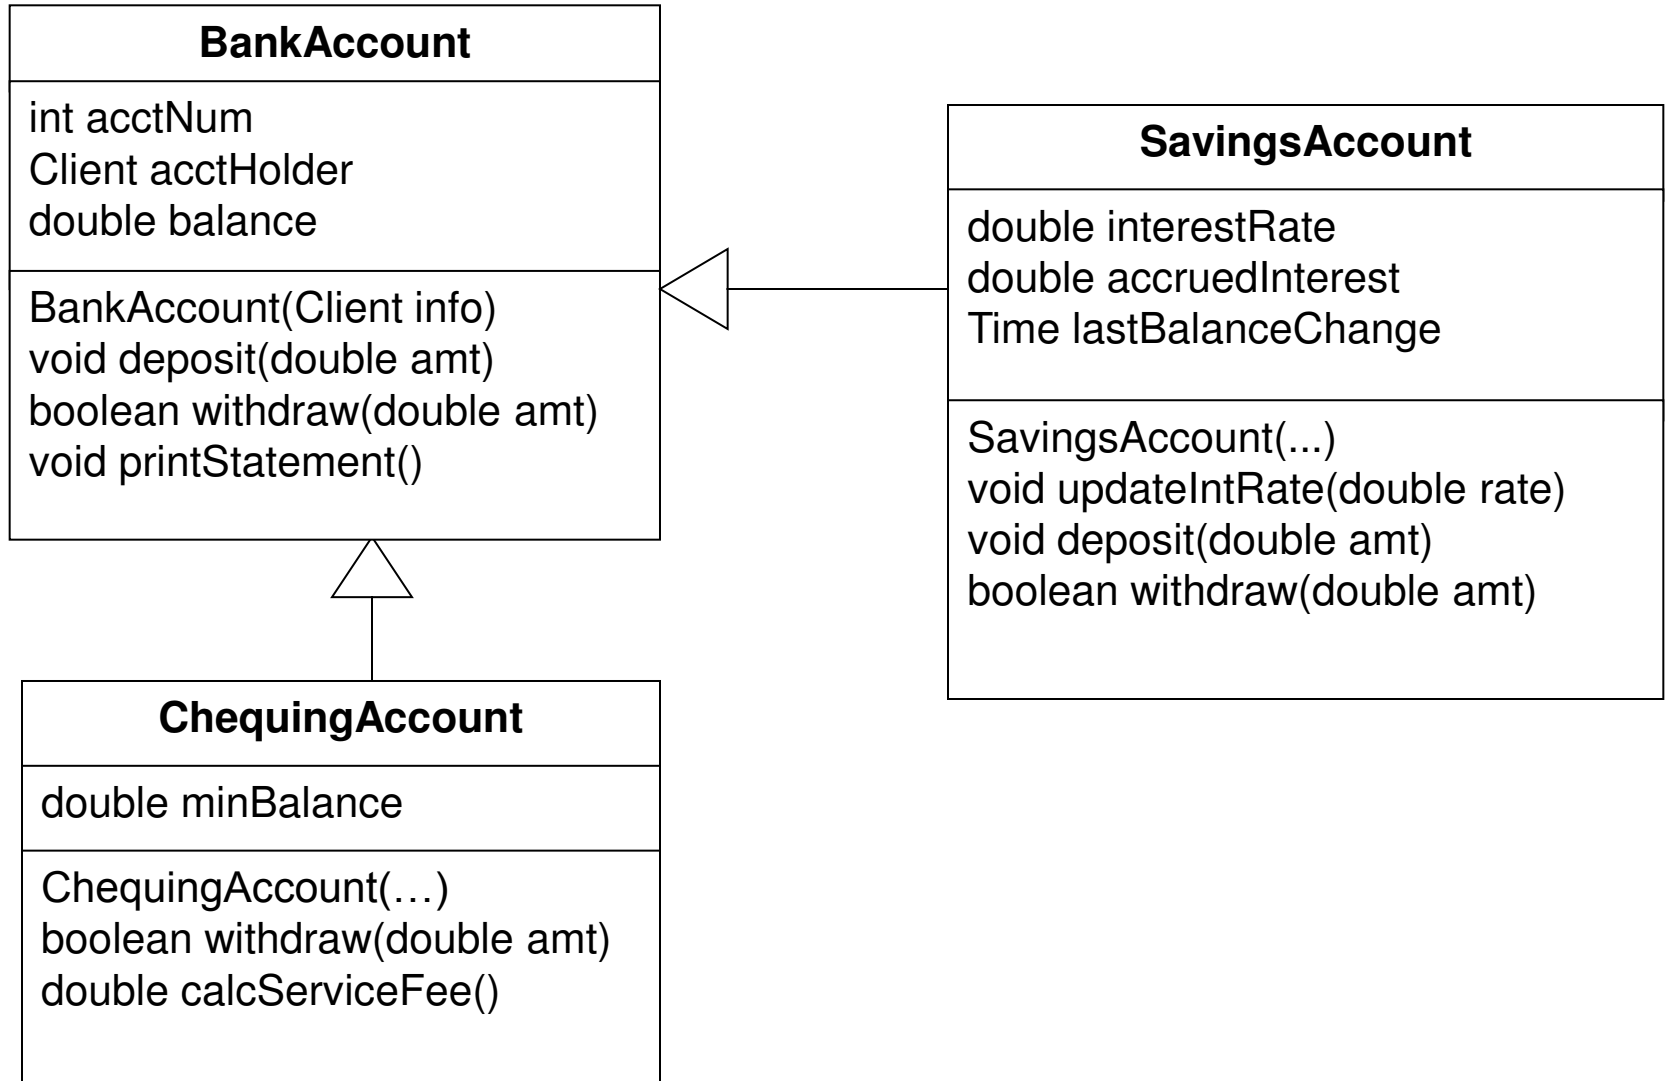 BankAccount
int acctNum
Client acctHolder
double balance
BankAccount(Client info)
void deposit(double amt)
boolean withdraw(double amt)
void printStatement()
SavingsAccount
double interestRate
double accruedInterest
Time lastBalanceChange
SavingsAccount(...)
void updateIntRate(double rate)
void deposit(double amt)
boolean withdraw(double amt)
ChequingAccount
double minBalance
ChequingAccount(…)
boolean withdraw(double amt)
double calcServiceFee()